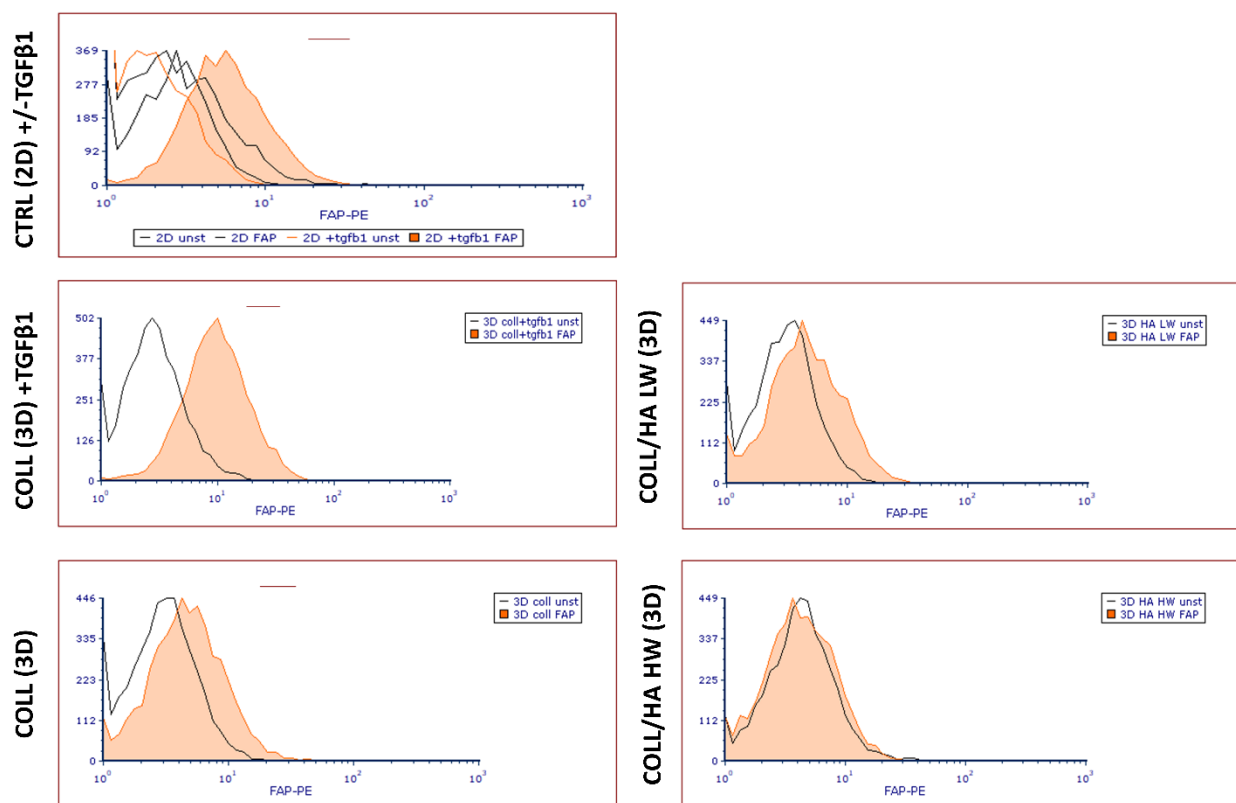 CTRL (2D) +/-TGFβ1
369
277
185
92
0
10⁰ 10¹ 10² 10³
FAP-PE
2D unst 2D FAP 2D +tgfb1 unst 2D +tgfb1 FAP
COLL (3D) +TGFβ1
502
377
251
126
0
10⁰ 10¹ 10² 10³
FAP-PE
3D coll+tgfb1 unst
3D coll+tgfb1 FAP
COLL/HA LW (3D)
449
337
225
112
0
10⁰ 10¹ 10² 10³
FAP-PE
3D HA LW unst
3D HA LW FAP
COLL (3D)
446
335
223
112
0
10⁰ 10¹ 10² 10³
FAP-PE
3D coll unst
3D coll FAP
COLL/HA HW (3D)
449
337
225
112
0
10⁰ 10¹ 10² 10³
FAP-PE
3D HA HW unst
3D HA HW FAP